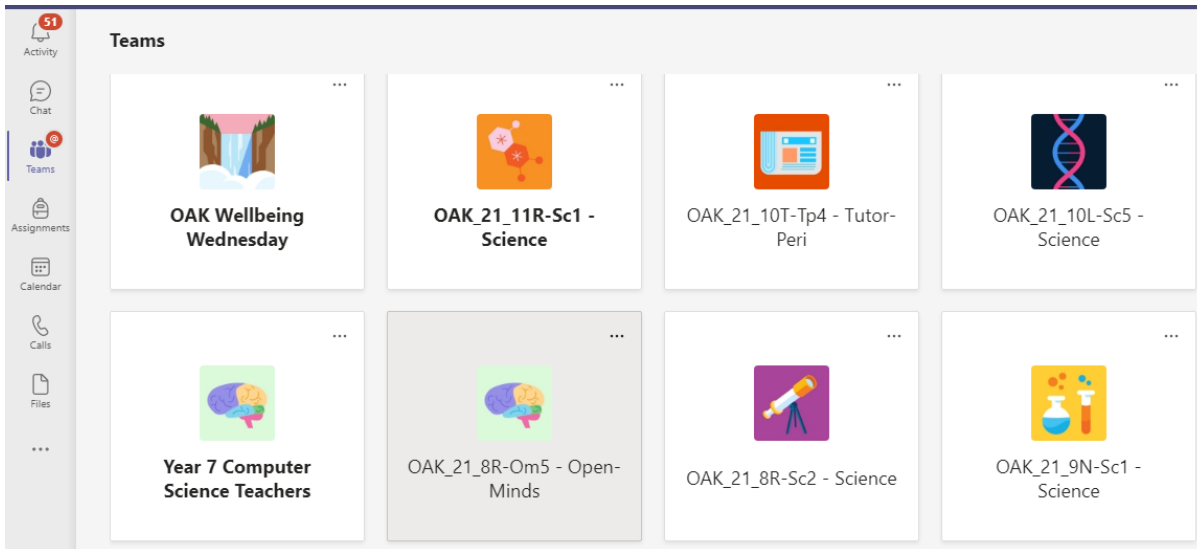 51
Activity
Chat
@
Teams
Assignments
Calendar
Calls
Files
Teams
OAK Wellbeing
Wednesday
OAK_21_11R-Sc1 -
Science
OAK_21_10T-Tp4 - Tutor-
Peri
OAK_21_10L-Sc5 -
Science
Year 7 Computer
Science Teachers
OAK_21_8R-Om5 - Open-
Minds
OAK_21_8R-Sc2 - Science
OAK_21_9N-Sc1 -
Science